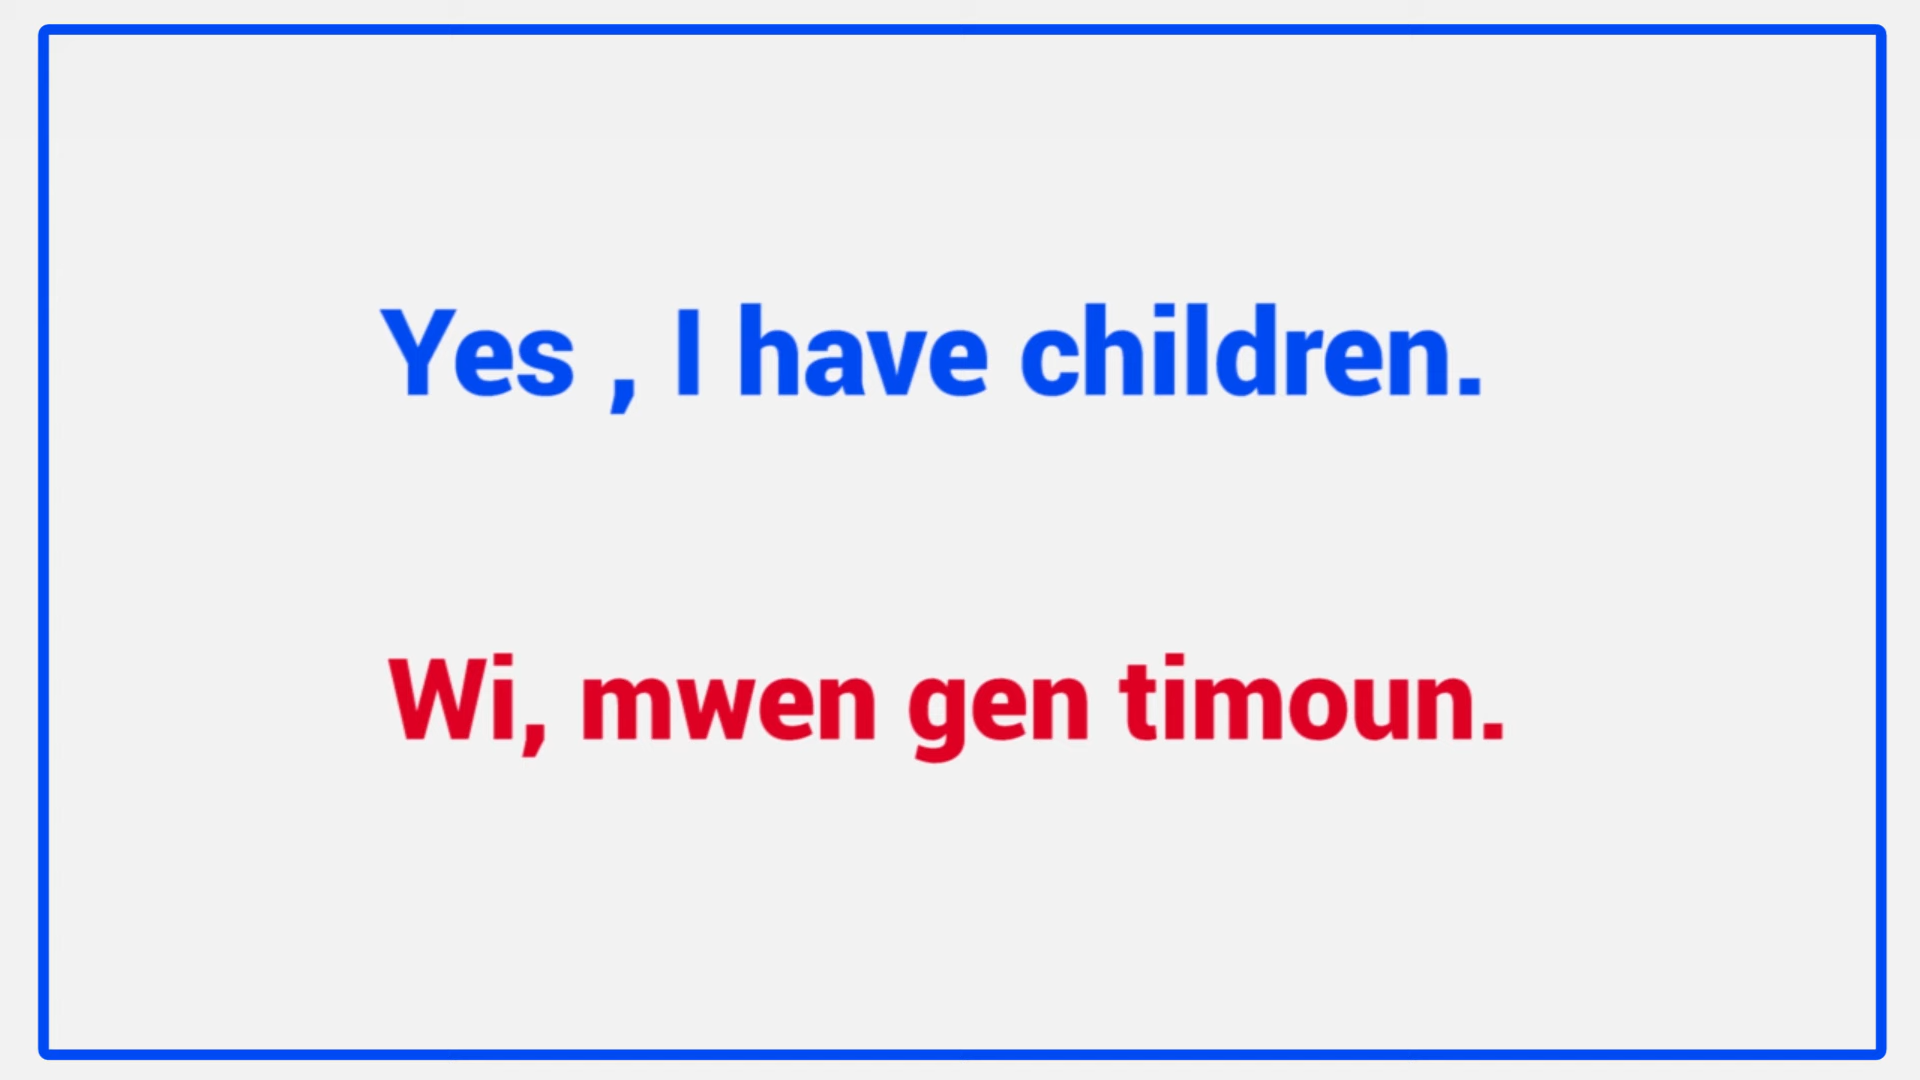 Yes , I have children.
Wi, mwen gen timoun.